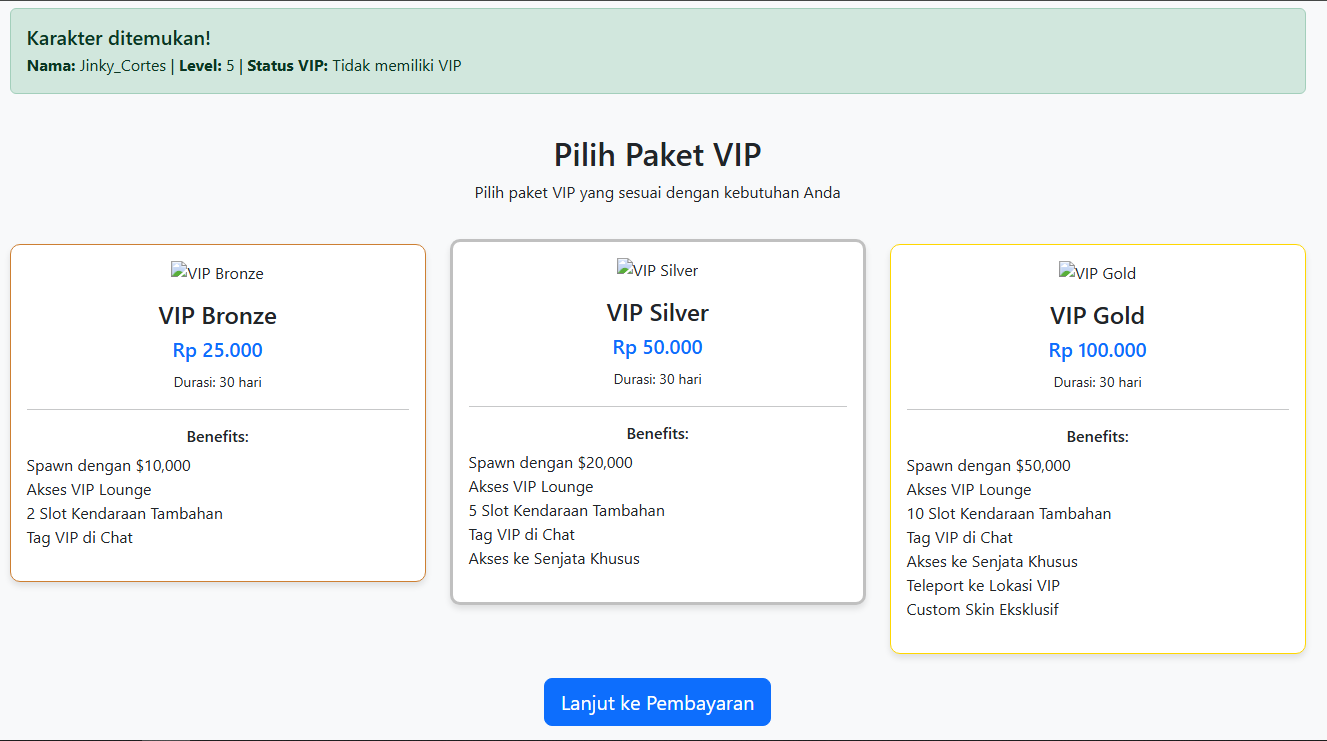 Karakter ditemukan!
Nama: Jinky_Cortes | Level: 5 | Status VIP: Tidak memiliki VIP
Pilih Paket VIP
Pilih paket VIP yang sesuai dengan kebutuhan Anda
VIP Bronze
VIP Bronze
Rp 25.000
Durasi: 30 hari
Benefits:
Spawn dengan $10,000
Akses VIP Lounge
2 Slot Kendaraan Tambahan
Tag VIP di Chat
VIP Silver
VIP Silver
Rp 50.000
Durasi: 30 hari
Benefits:
Spawn dengan $20,000
Akses VIP Lounge
5 Slot Kendaraan Tambahan
Tag VIP di Chat
Akses ke Senjata Khusus
VIP Gold
VIP Gold
Rp 100.000
Durasi: 30 hari
Benefits:
Spawn dengan $50,000
Akses VIP Lounge
10 Slot Kendaraan Tambahan
Tag VIP di Chat
Akses ke Senjata Khusus
Teleport ke Lokasi VIP
Custom Skin Eksklusif
Lanjut ke Pembayaran